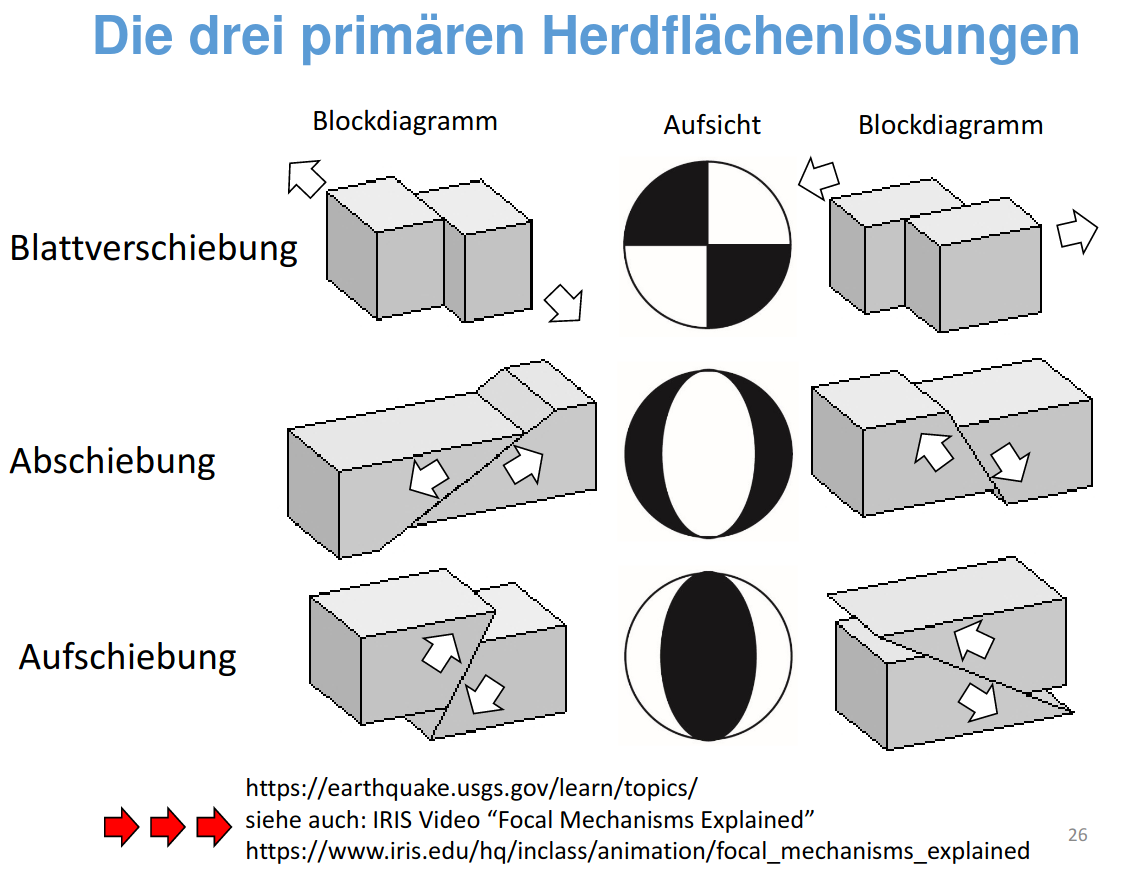 Die drei primären Herdflächenlösungen
Blockdiagramm
Aufsicht
Blockdiagramm
Blattverschiebung
Abschiebung
Aufschiebung
https://earthquake.usgs.gov/learn/topics/
siehe auch: IRIS Video “Focal Mechanisms Explained”
https://www.iris.edu/hq/inclass/animation/focal_mechanisms_explained
26